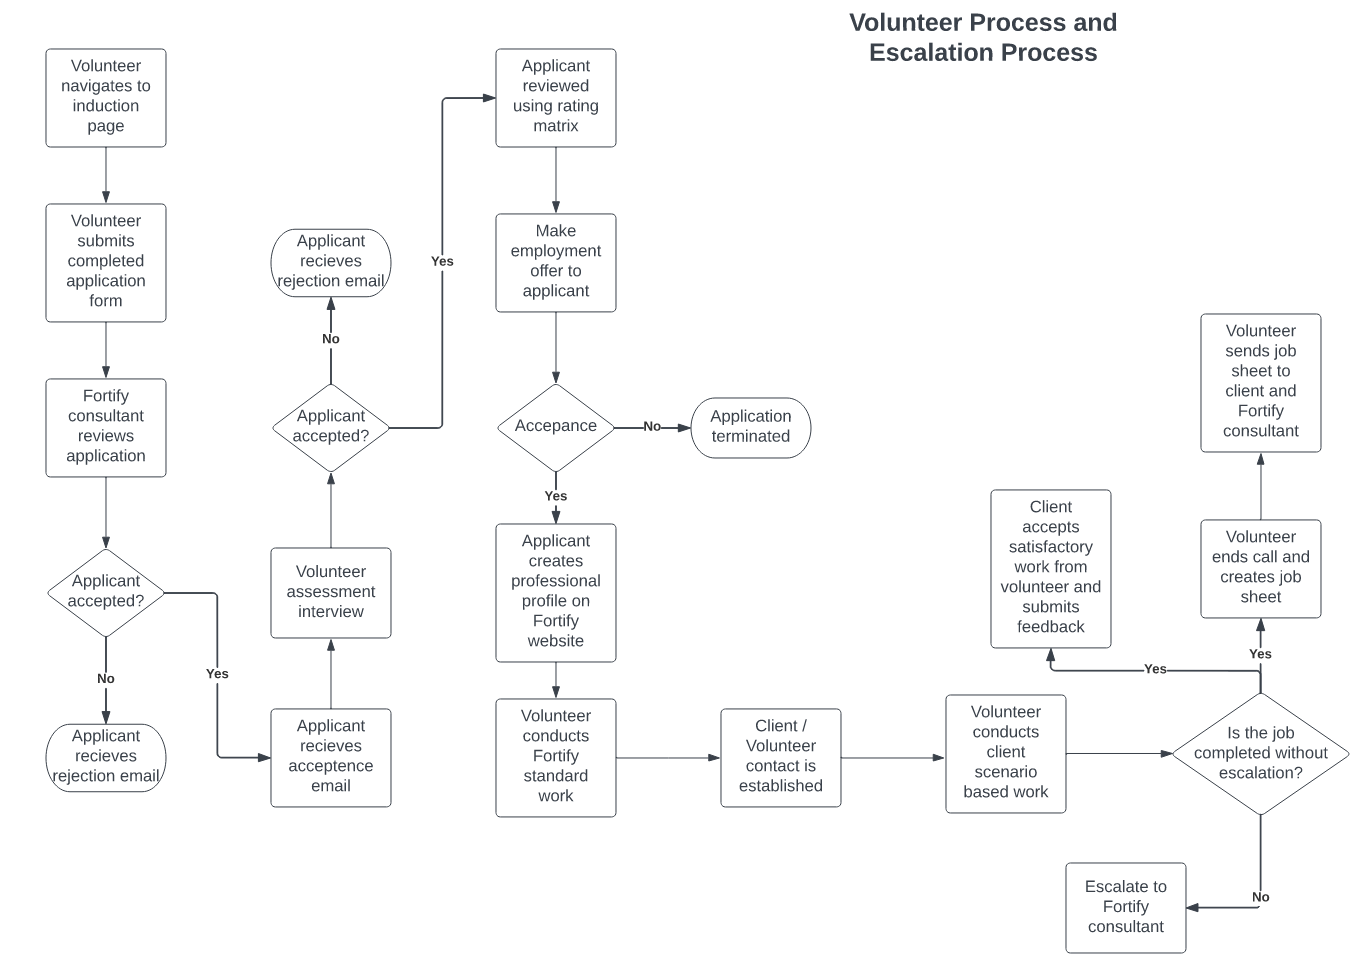 Volunteer Process and
Escalation Process
Volunteer
navigates to
induction
page
Volunteer
submits
completed
application
form
Fortify
consultant
reviews
application
Applicant
accepted?
No
Yes
Applicant
recieves
rejection email
Applicant
recieves
acceptence
email
Volunteer
assessment
interview
Applicant
accepted?
No
Applicant
recieves
rejection email
Yes
Applicant
reviewed
using rating
matrix
Make
employment
offer to
applicant
Accepance
No
Application
terminated
Yes
Applicant
creates
professional
profile on
Fortify
website
Volunteer
conducts
Fortify
standard
work
Client /
Volunteer
contact is
established
Volunteer
conducts
client
scenario
based work
Is the job
completed without
escalation?
Yes
Client
accepts
satisfactory
work from
volunteer and
submits
feedback
Yes
Volunteer
ends call and
creates job
sheet
Volunteer
sends job
sheet to
client and
Fortify
consultant
No
Escalate to
Fortify
consultant